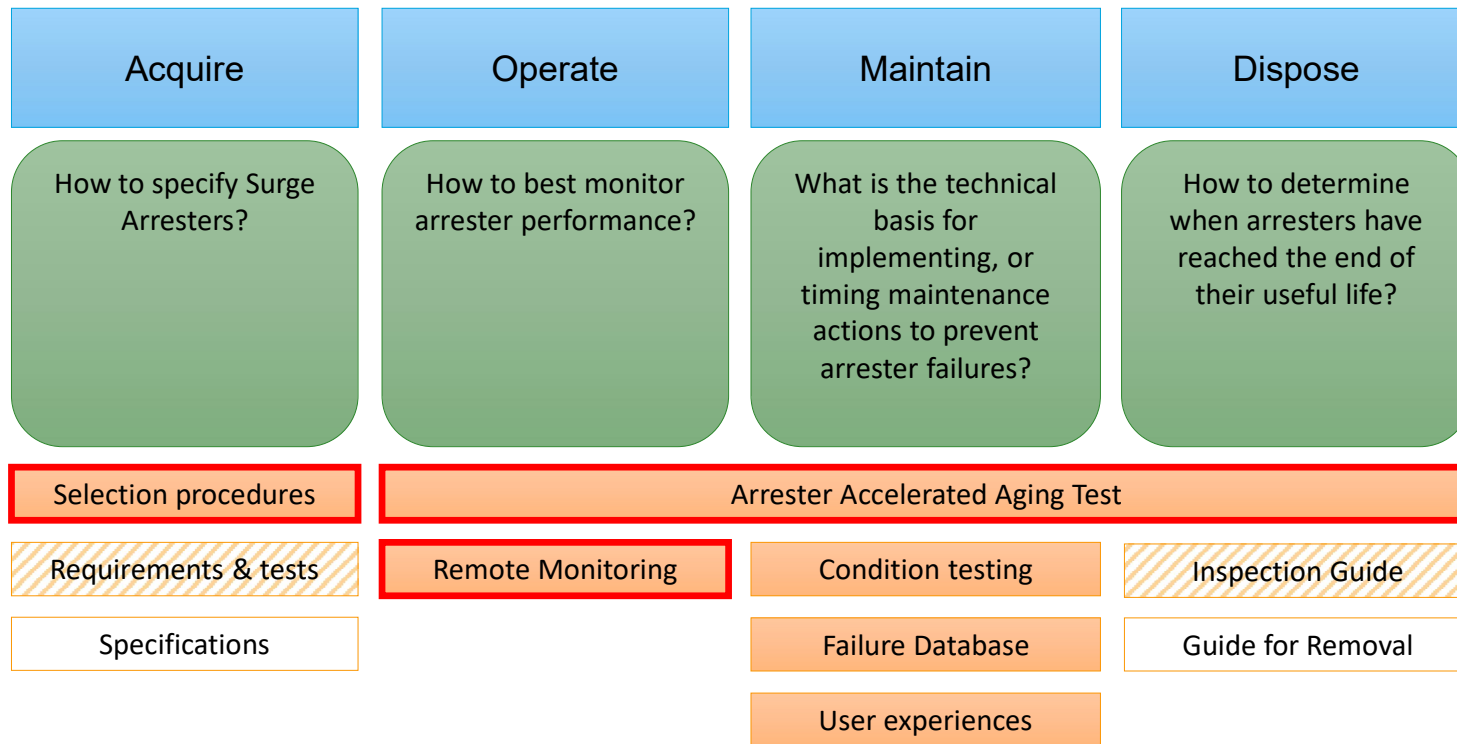 Acquire
Operate
Maintain
Dispose
How to specify Surge
Arresters?
How to best monitor
arrester performance?
What is the technical
basis for
implementing, or
timing maintenance
actions to prevent
arrester failures?
How to determine
when arresters have
reached the end of
their useful life?
Selection procedures
Arrester Accelerated Aging Test
Requirements & tests
Remote Monitoring
Condition testing
Inspection Guide
Specifications
Failure Database
Guide for Removal
User experiences